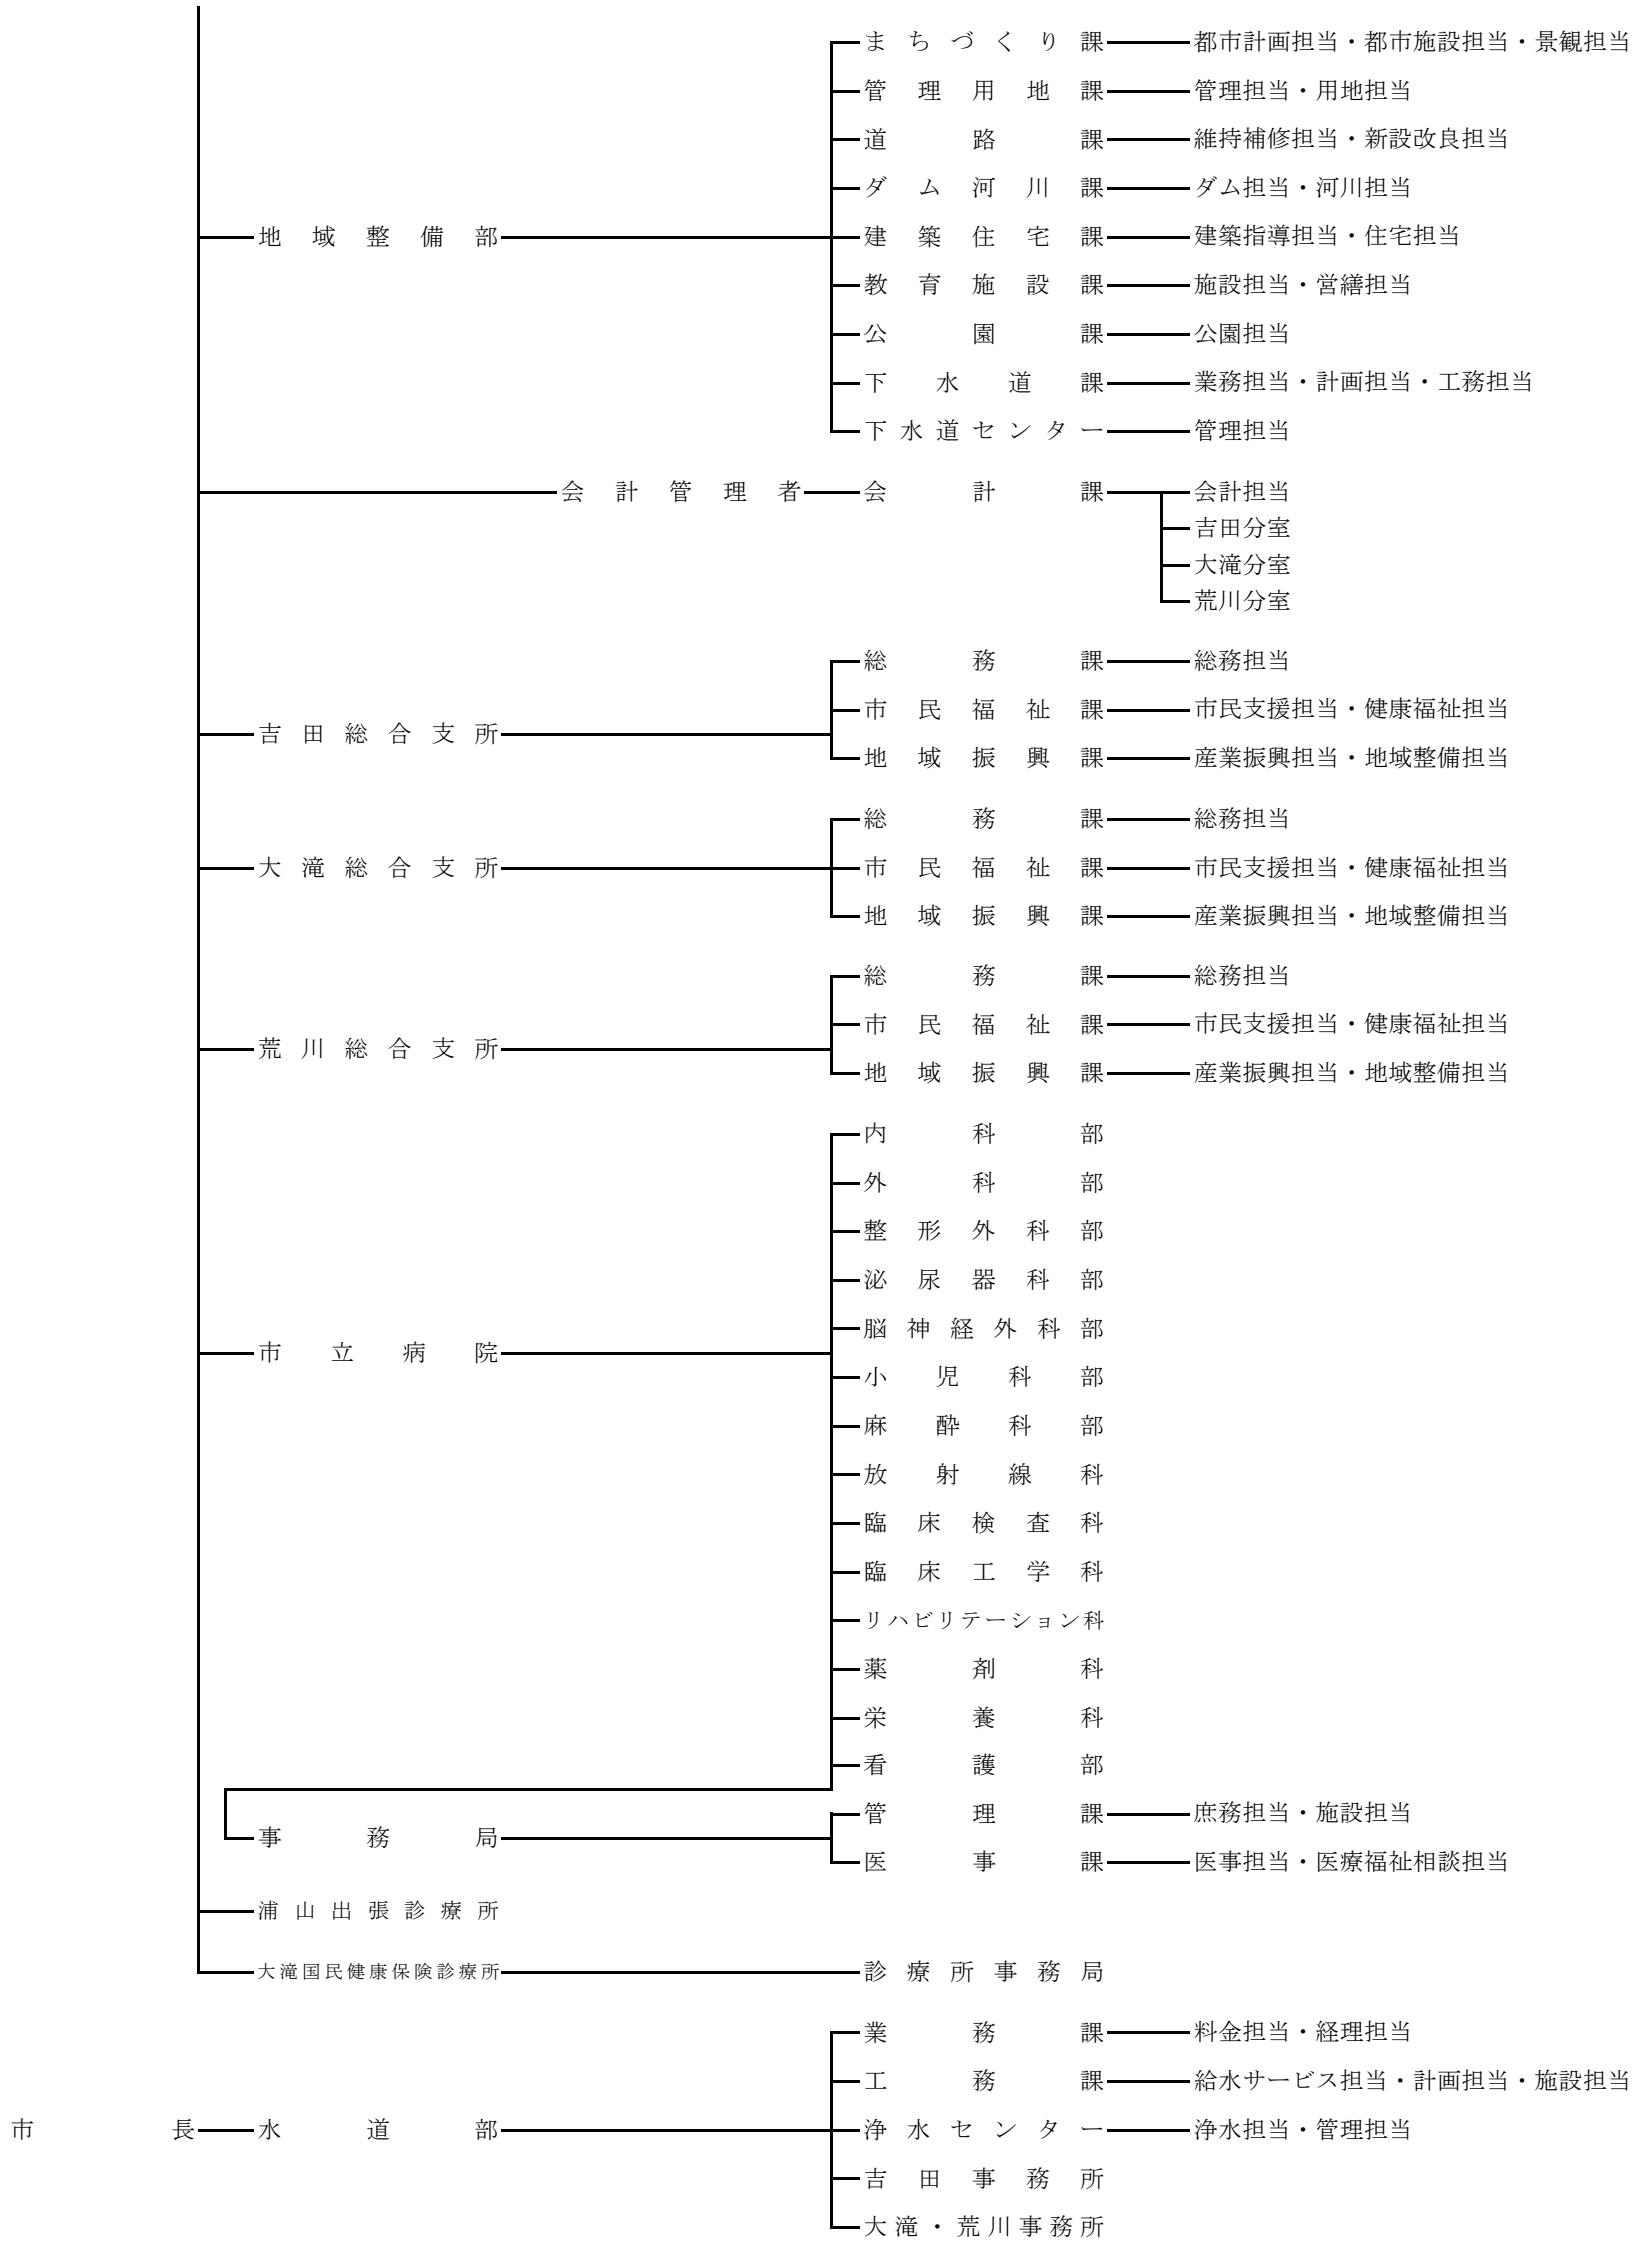 まちづくり課 都市計画担当・都市施設担当・景観担当
管理用地課 管理担当・用地担当
道路課 維持補修担当・新設改良担当
ダム河川課 ダム担当・河川担当
地域整備部 建築住宅課 建築指導担当・住宅担当
教育施設課 施設担当・営繕担当
公園課 公園担当
下水道課 業務担当・計画担当・工務担当
下水道センター 管理担当
会計管理者 会計課 会計担当
吉田分室
大滝分室
荒川分室
総務課 総務担当
市民福祉課 市民支援担当・健康福祉担当
吉田総合支所
地域振興課 産業振興担当・地域整備担当
総務課 総務担当
大滝総合支所 市民福祉課 市民支援担当・健康福祉担当
地域振興課 産業振興担当・地域整備担当
総務課 総務担当
市民福祉課 市民支援担当・健康福祉担当
荒川総合支所
地域振興課 産業振興担当・地域整備担当
内科部
外科部
整形外科部
泌尿器科部
脳神経外科部
市立病院
小児科部
麻酔科部
放射線科
臨床検査科
臨床工学科
リハビリテーション科
薬剤科
栄養科
看護部
管理課 庶務担当・施設担当
事務局
医事課 医事担当・医療福祉相談担当
浦山出張診療所
大滝国民健康保険診療所 診療所事務局
業務課 料金担当・経理担当
工務課 給水サービス担当・計画担当・施設担当
市長 水道部 浄水センター 浄水担当・管理担当
吉田事務所
大滝・荒川事務所